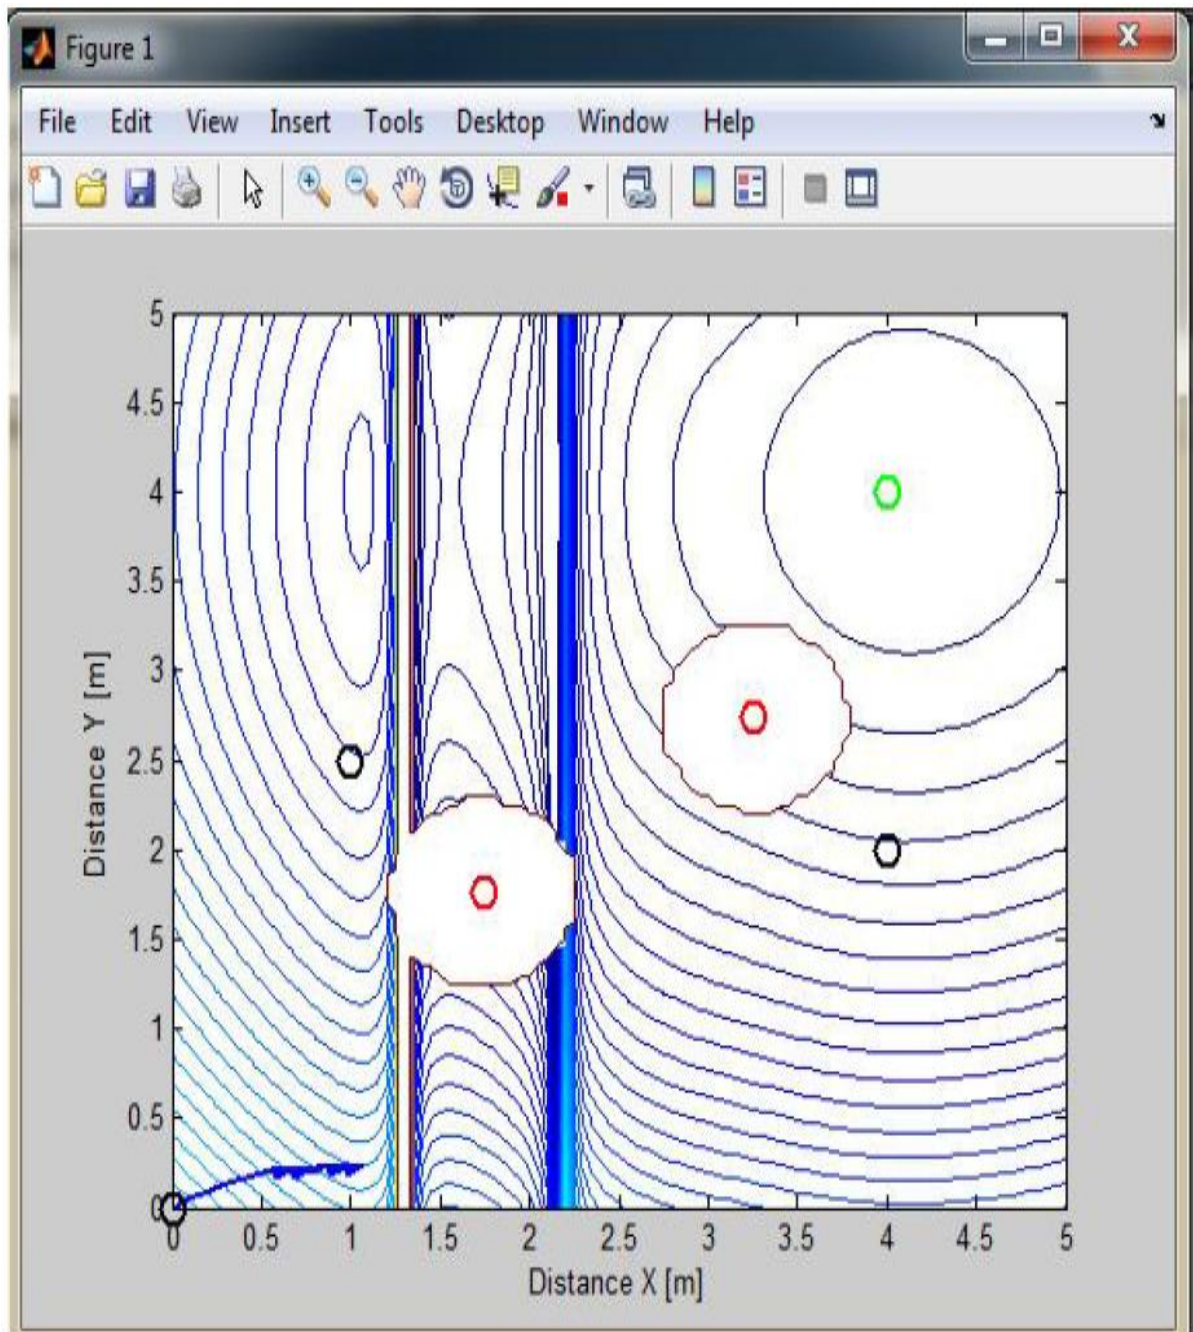 Figure 1
File Edit View Insert Tools Desktop Window Help
5
4.5
4
3.5
3
2.5
2
1.5
1
0.5
0
0 0.5 1 1.5 2 2.5 3 3.5 4 4.5 5
Distance Y [m]
Distance X [m]